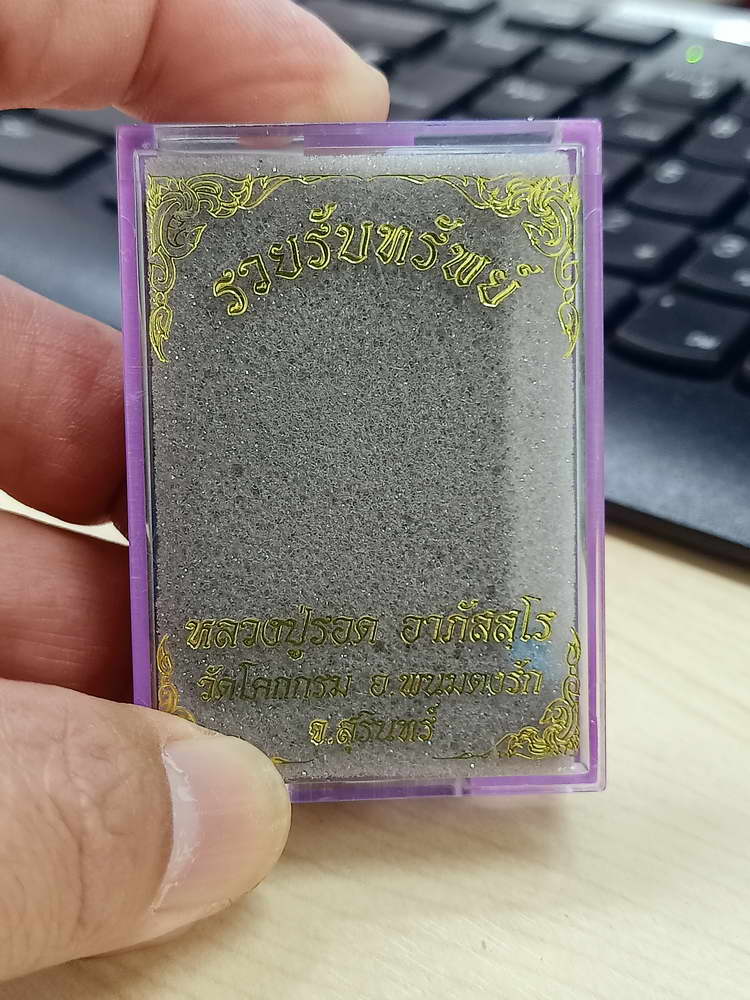 รวยรับทรัพย์
หลวงปู่รอด อาภัสสโร
วัดโคกกรม อ.พนมดงรัก
จ.สุรินทร์